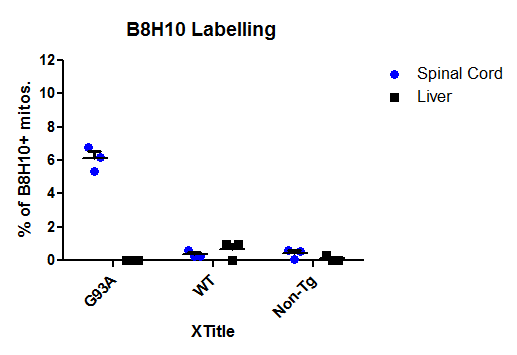 B8H10 Labelling
% of B8H10+ mitos.
12
10
8
6
4
2
0
G93A
WT
Non-Tg
XTitle
Spinal Cord
Liver